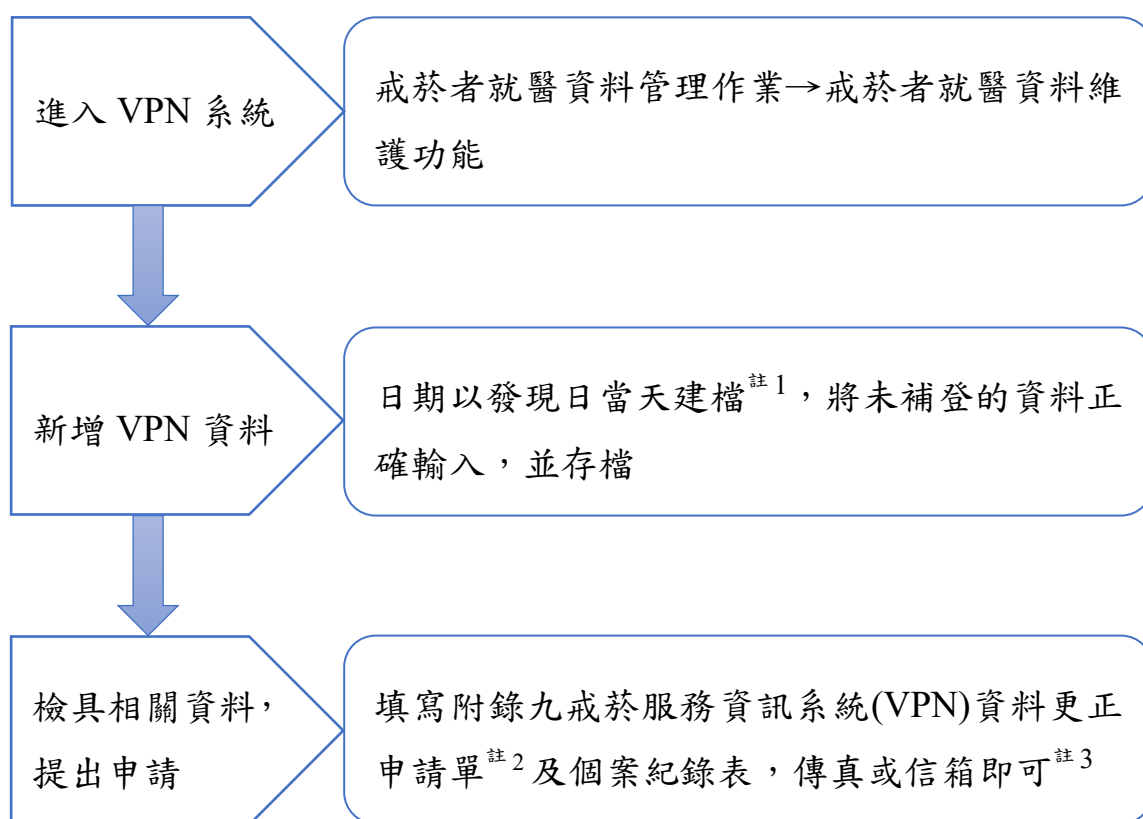 進入 VPN 系統
戒菸者就醫資料管理作業→戒菸者就醫資料維
護功能
新增 VPN 資料
日期以發現日當天建檔註1，將未補登的資料正
確輸入，並存檔
檢具相關資料，
提出申請
填寫附錄九戒菸服務資訊系統(VPN)資料更正
申請單註2及個案紀錄表，傳真或信箱即可註3